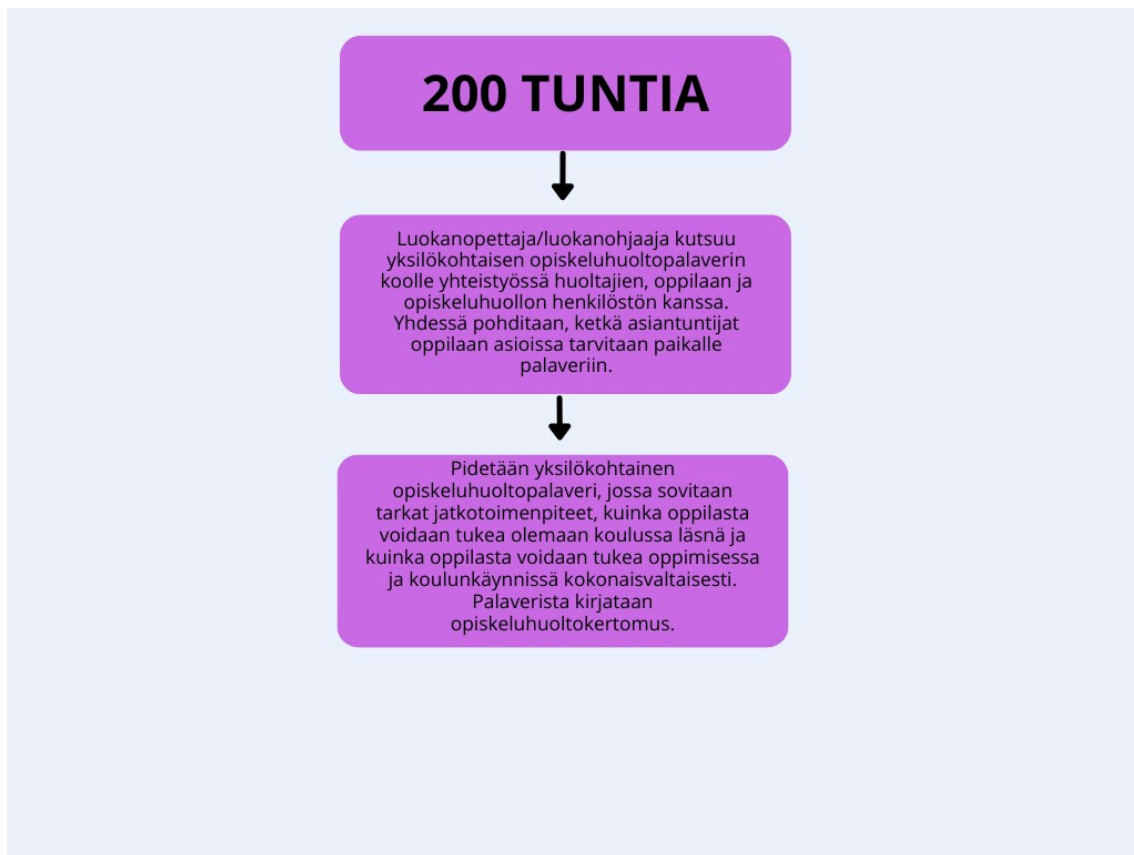 200 TUNTIA
Luokanopettaja/luokanohjaaja kutsuu
yksilökohtaisen opiskeluhuoltopalaverin
koolle yhteistyössä huoltajien, oppilaan ja
opiskeluhuollon henkilöstön kanssa.
Yhdessä pohditaan, ketkä asiantuntijat
oppilaan asioissa tarvitaan paikalle
palaveriin.
Pidetään yksilökohtainen
opiskeluhuoltopalaveri, jossa sovitaan
tarkat jatkotoimenpiteet, kuinka oppilasta
voidaan tukea olemaan koulussa läsnä ja
kuinka oppilasta voidaan tukea oppimisessa
ja koulunkäynnissä kokonaisvaltaisesti.
Palaverista kirjataan
opiskeluhuoltokertomus.